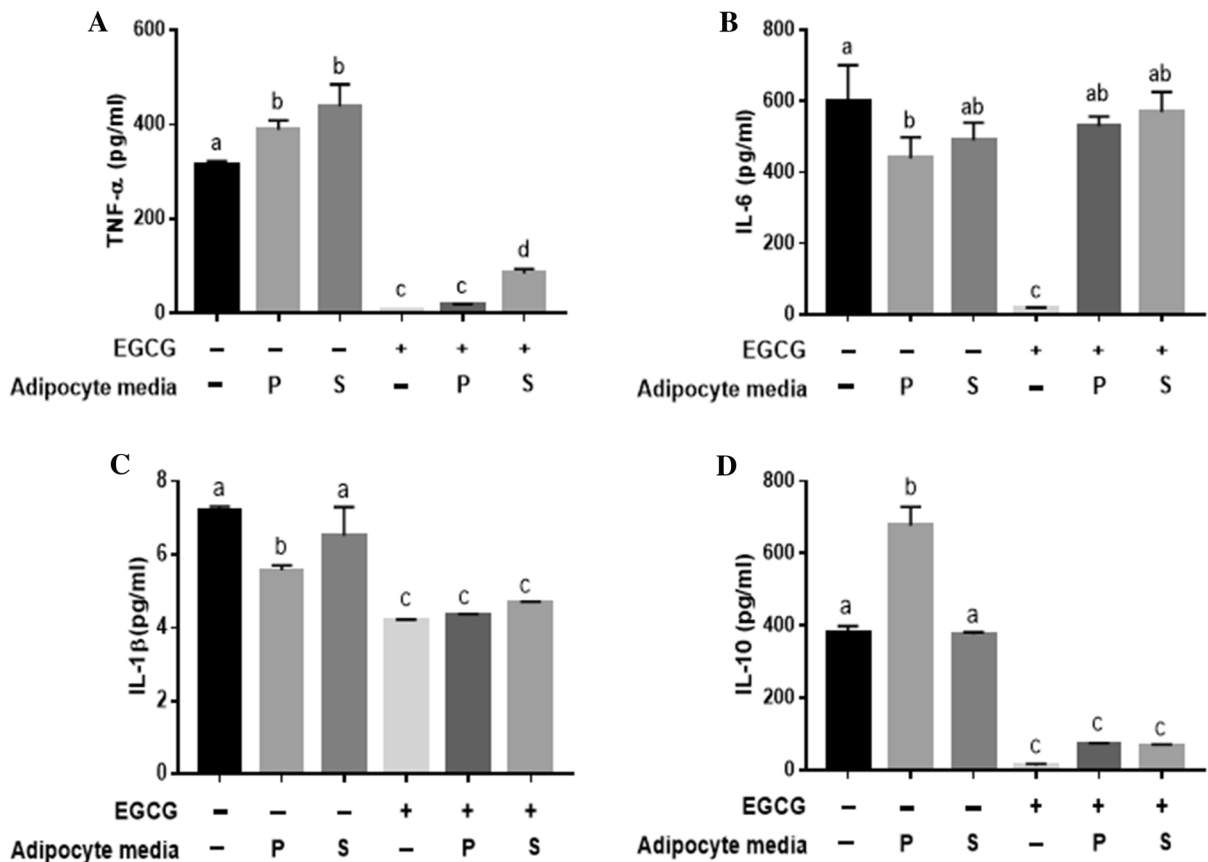 A
TNF-α (pg/ml)
600
400
200
0
a b b c c d
EGCG – – – + + +
Adipocyte media – P S – P S
B
IL-6 (pg/ml)
800
600
400
200
0
a b ab c ab ab
EGCG – – – + + +
Adipocyte media – P S – P S
C
IL-1β(pg/ml)
8
6
4
2
0
a b a c c c
EGCG – – – + + +
Adipocyte media – P S – P S
D
IL-10 (pg/ml)
800
600
400
200
0
a b a c c c
EGCG – – – + + +
Adipocyte media – P S – P S